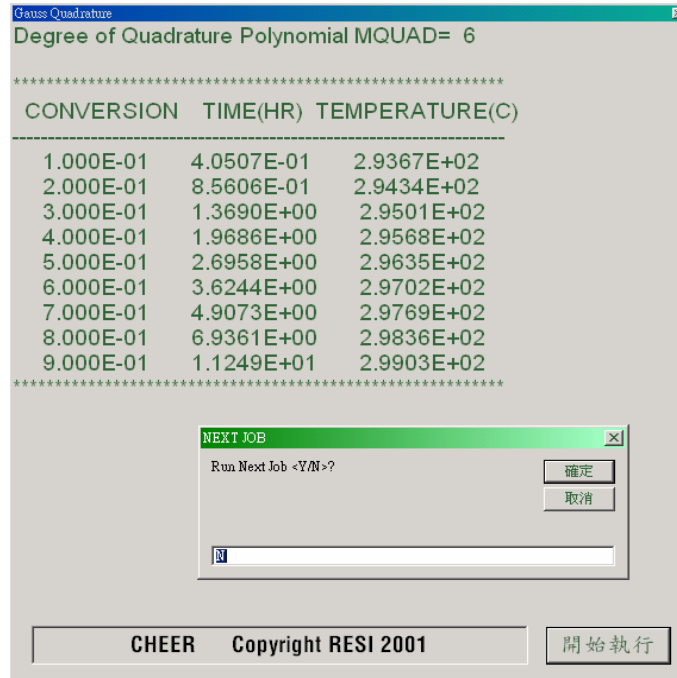 Gauss Quadrature
Degree of Quadrature Polynomial MQUAD= 6
************************************************************
CONVERSION TIME(HR) TEMPERATURE(C)
--------------------------------------------------------------------
1.000E-01 4.0507E-01 2.9367E+02
2.000E-01 8.5606E-01 2.9434E+02
3.000E-01 1.3690E+00 2.9501E+02
4.000E-01 1.9686E+00 2.9568E+02
5.000E-01 2.6958E+00 2.9635E+02
6.000E-01 3.6244E+00 2.9702E+02
7.000E-01 4.9073E+00 2.9769E+02
8.000E-01 6.9361E+00 2.9836E+02
9.000E-01 1.1249E+01 2.9903E+02
************************************************************
NEXT JOB
Run Next Job <Y/N>?
確定
取消
N
CHEER Copyright RESI 2001
開始執行